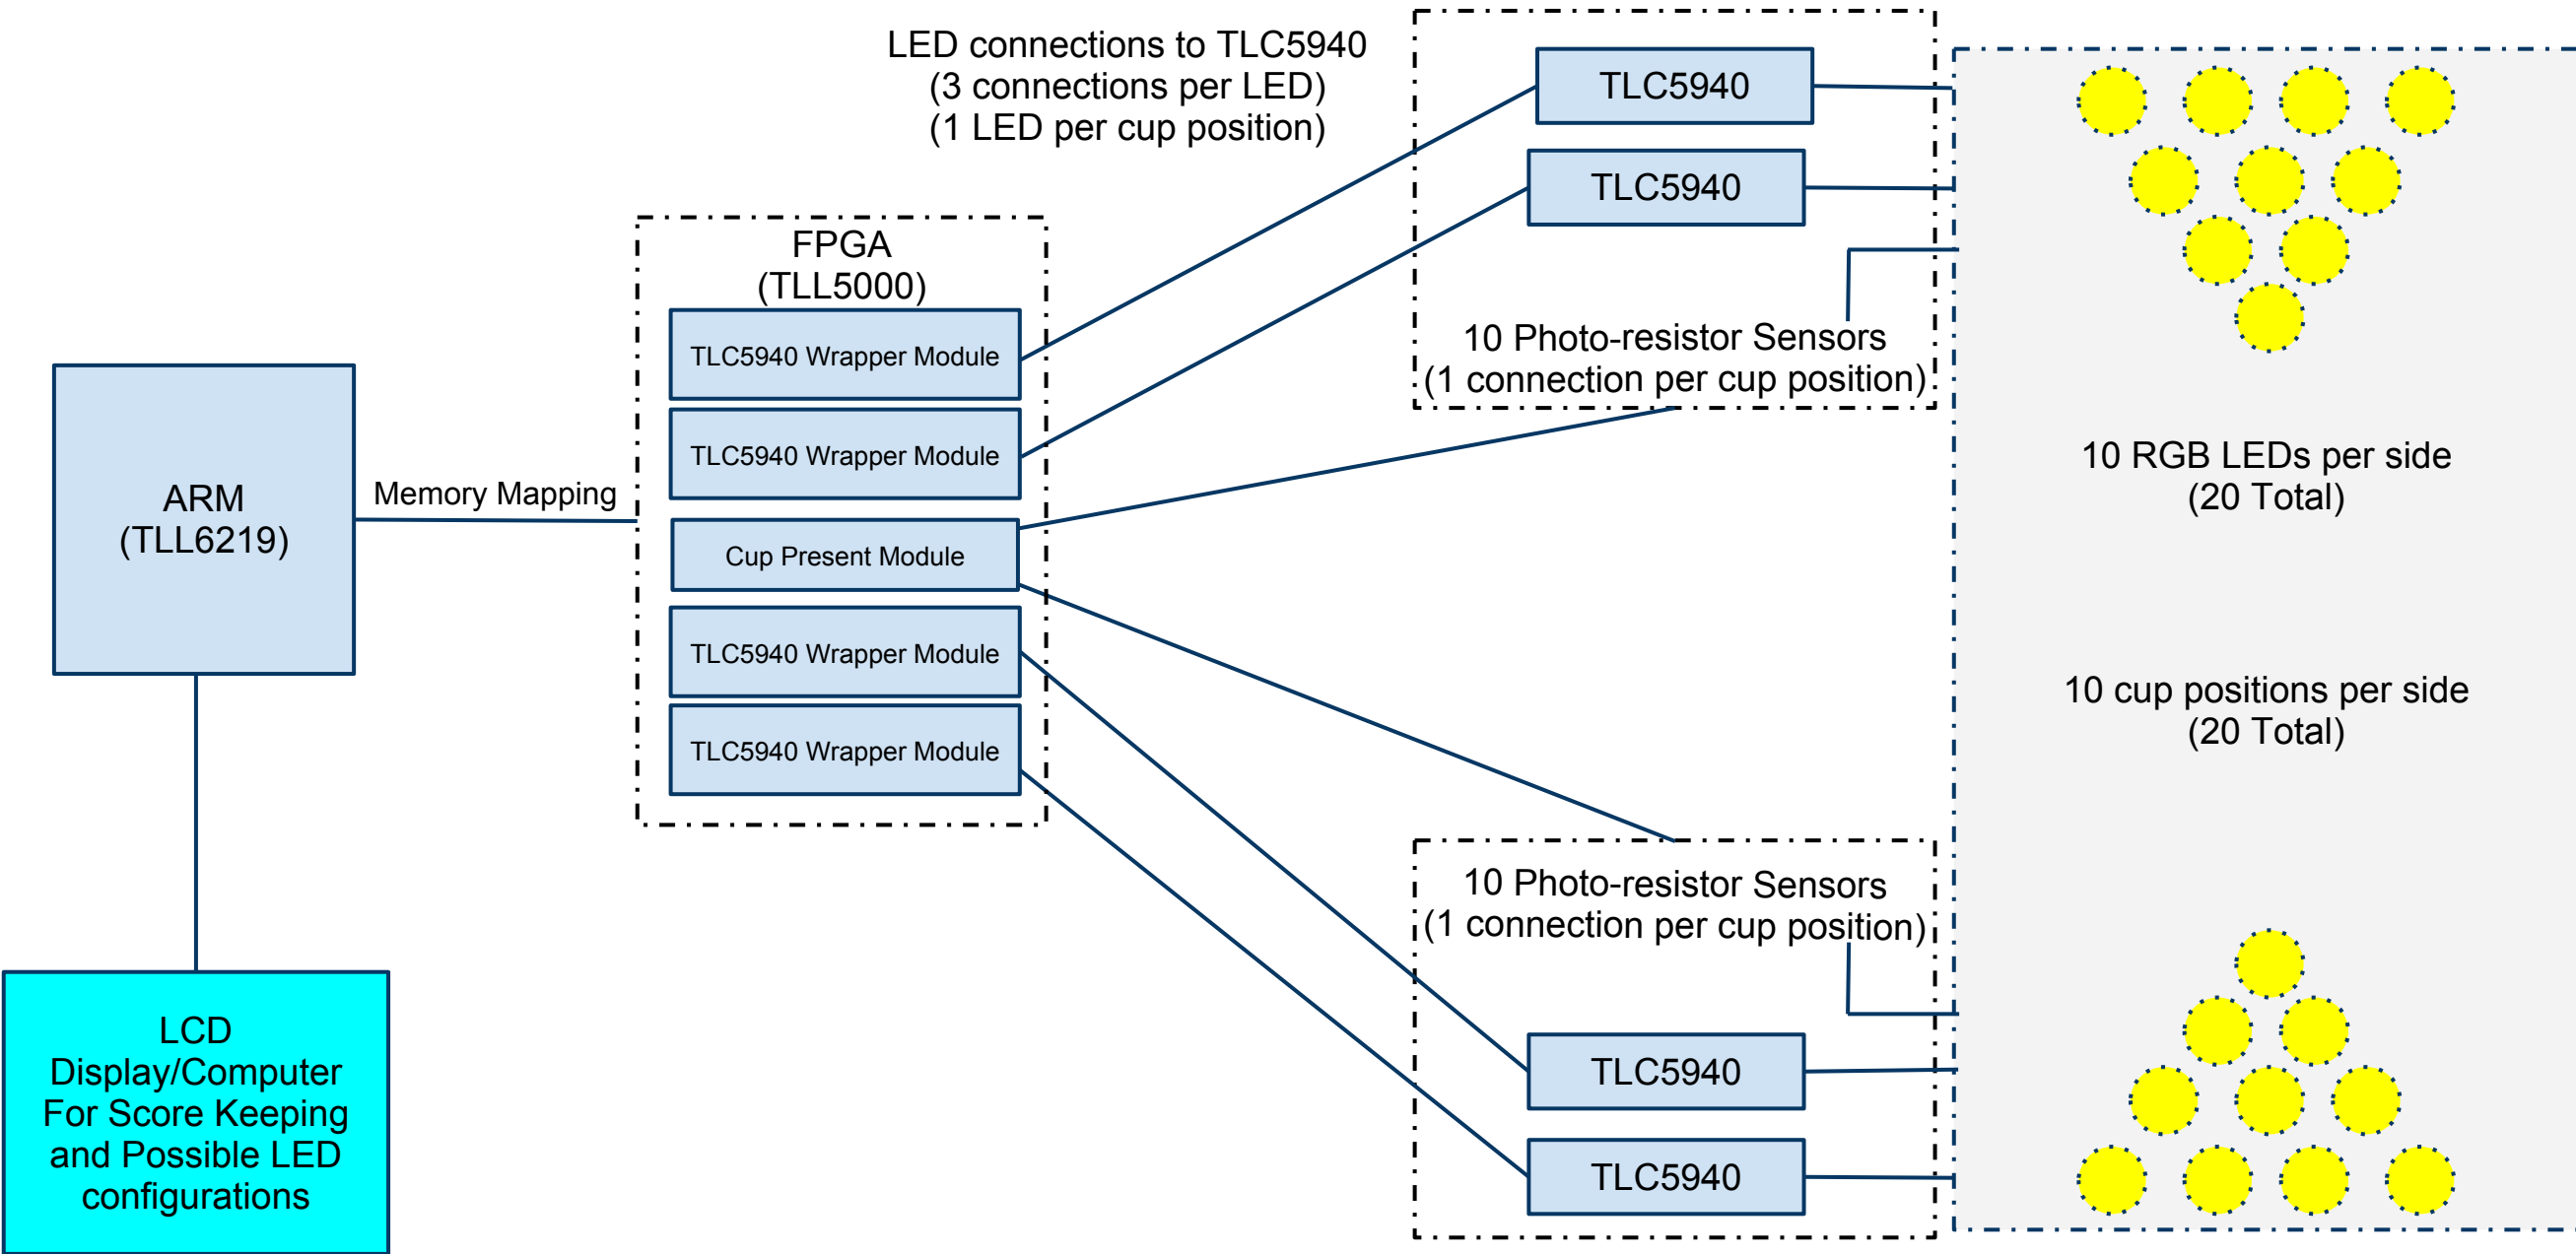 LED connections to TLC5940
(3 connections per LED)
(1 LED per cup position)
TLC5940
TLC5940
FPGA
(TLL5000)
TLC5940 Wrapper Module
TLC5940 Wrapper Module
Cup Present Module
TLC5940 Wrapper Module
TLC5940 Wrapper Module
10 Photo-resistor Sensors
(1 connection per cup position)
ARM
(TLL6219)
Memory Mapping
10 RGB LEDs per side
(20 Total)
10 cup positions per side
(20 Total)
10 Photo-resistor Sensors
(1 connection per cup position)
TLC5940
TLC5940
LCD
Display/Computer
For Score Keeping
and Possible LED
configurations